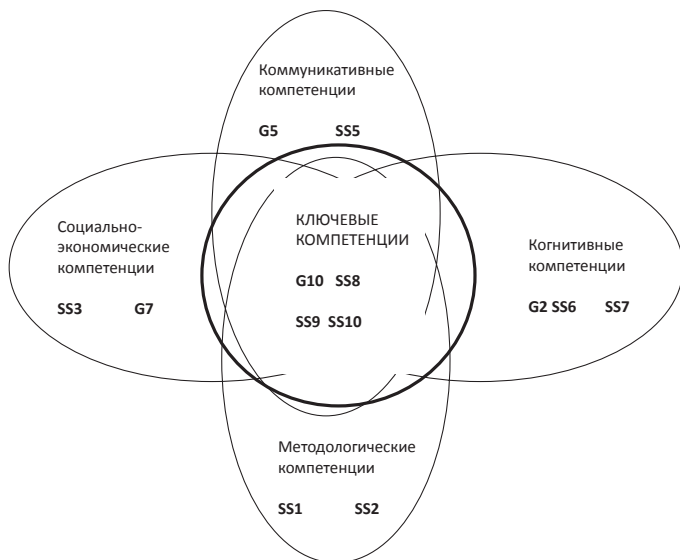 Коммуникативные
компетенции
G5 SS5
Социально-
экономические
компетенции
SS3 G7
КЛЮЧЕВЫЕ
КОМПЕТЕНЦИИ
G10 SS8
SS9 SS10
Когнитивные
компетенции
G2 SS6 SS7
Методологические
компетенции
SS1 SS2